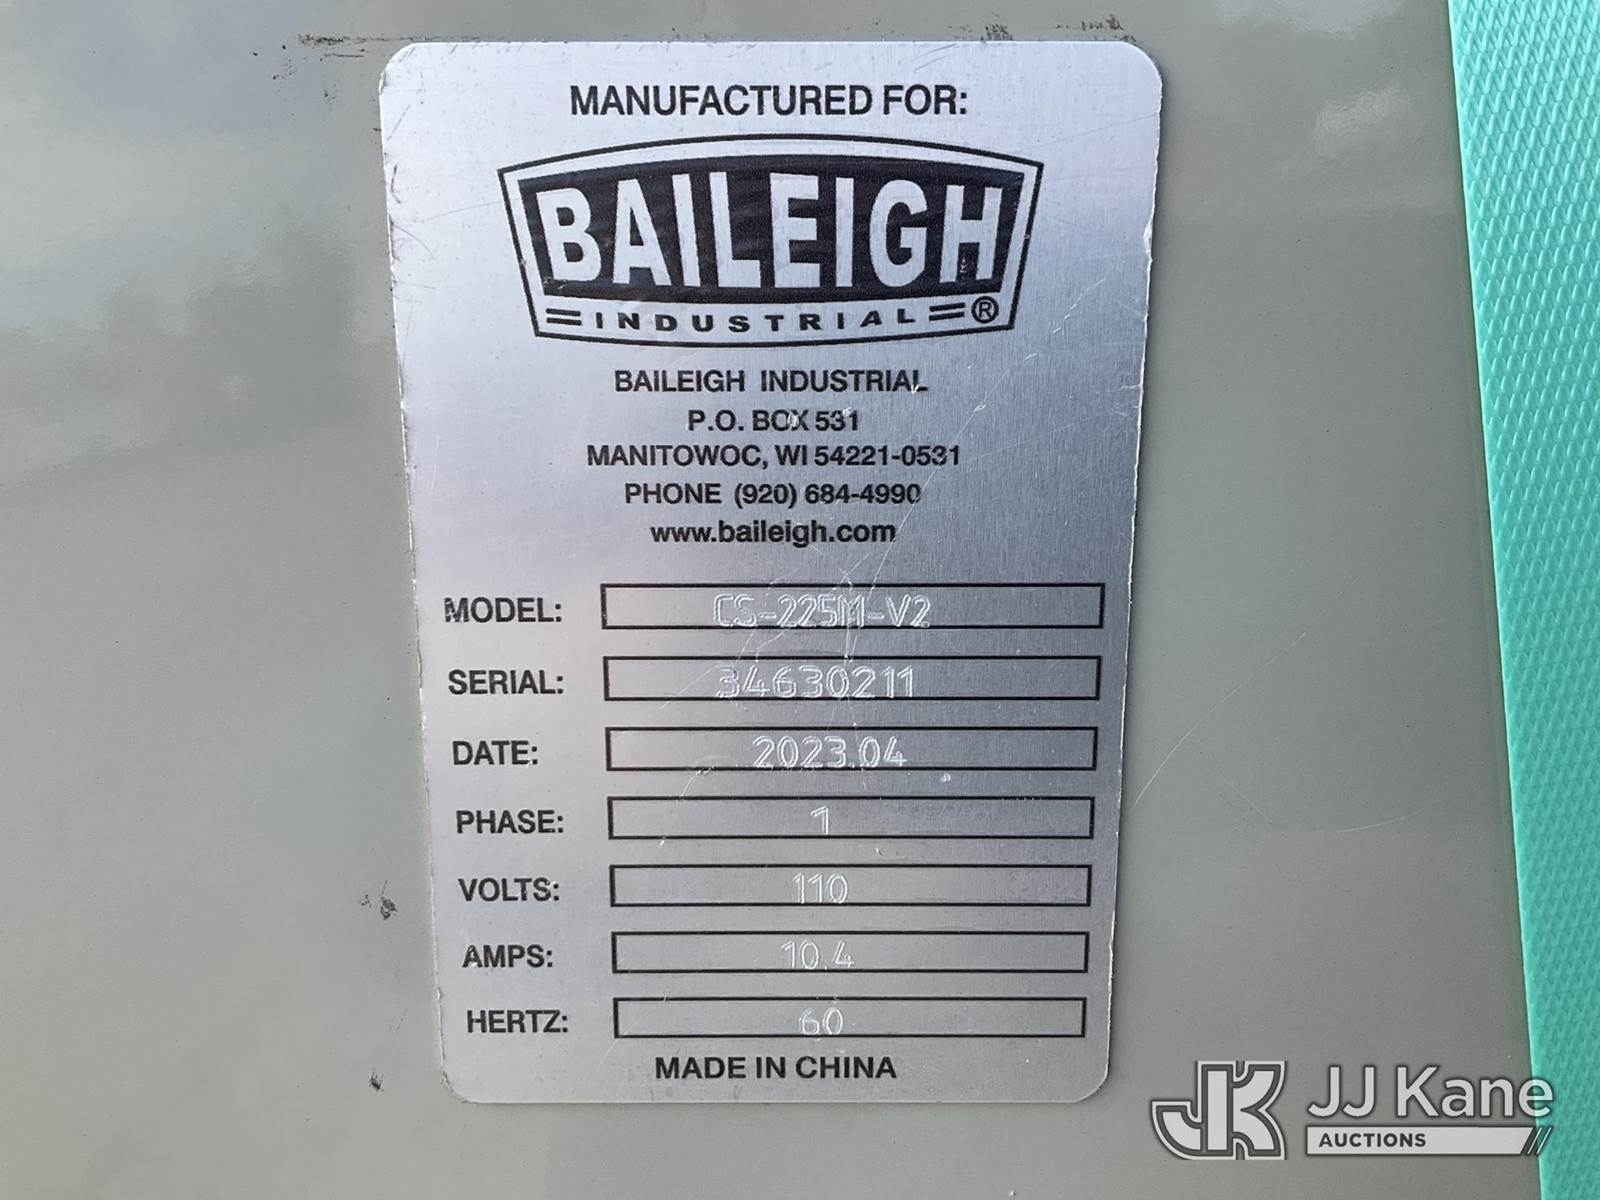 MANUFACTURED FOR:
BAILEIGH
INDUSTRIAL ®
BAILEIGH INDUSTRIAL
P.O. BOX 531
MANITOWOC, WI 54221-0531
PHONE (920) 684-4990
www.baileigh.com
MODEL: CS-225M-V2
SERIAL: 34630211
DATE: 2023.04
PHASE: 1
VOLTS: 110
AMPS: 10.4
HERTZ: 60
MADE IN CHINA
JK JJ Kane
AUCTIONS